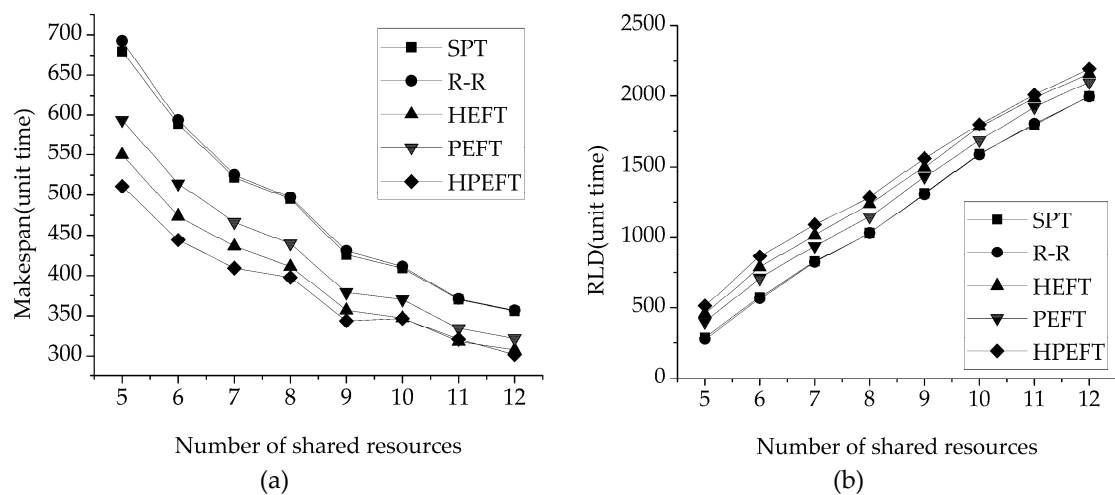 700
650
600
550
500
450
400
350
300
Makespan(unit time)
SPT
R-R
HEFT
PEFT
HPEFT
5 6 7 8 9 10 11 12
Number of shared resources
(a)
2500
2000
1500
1000
500
0
RLD(unit time)
SPT
R-R
HEFT
PEFT
HPEFT
5 6 7 8 9 10 11 12
Number of shared resources
(b)